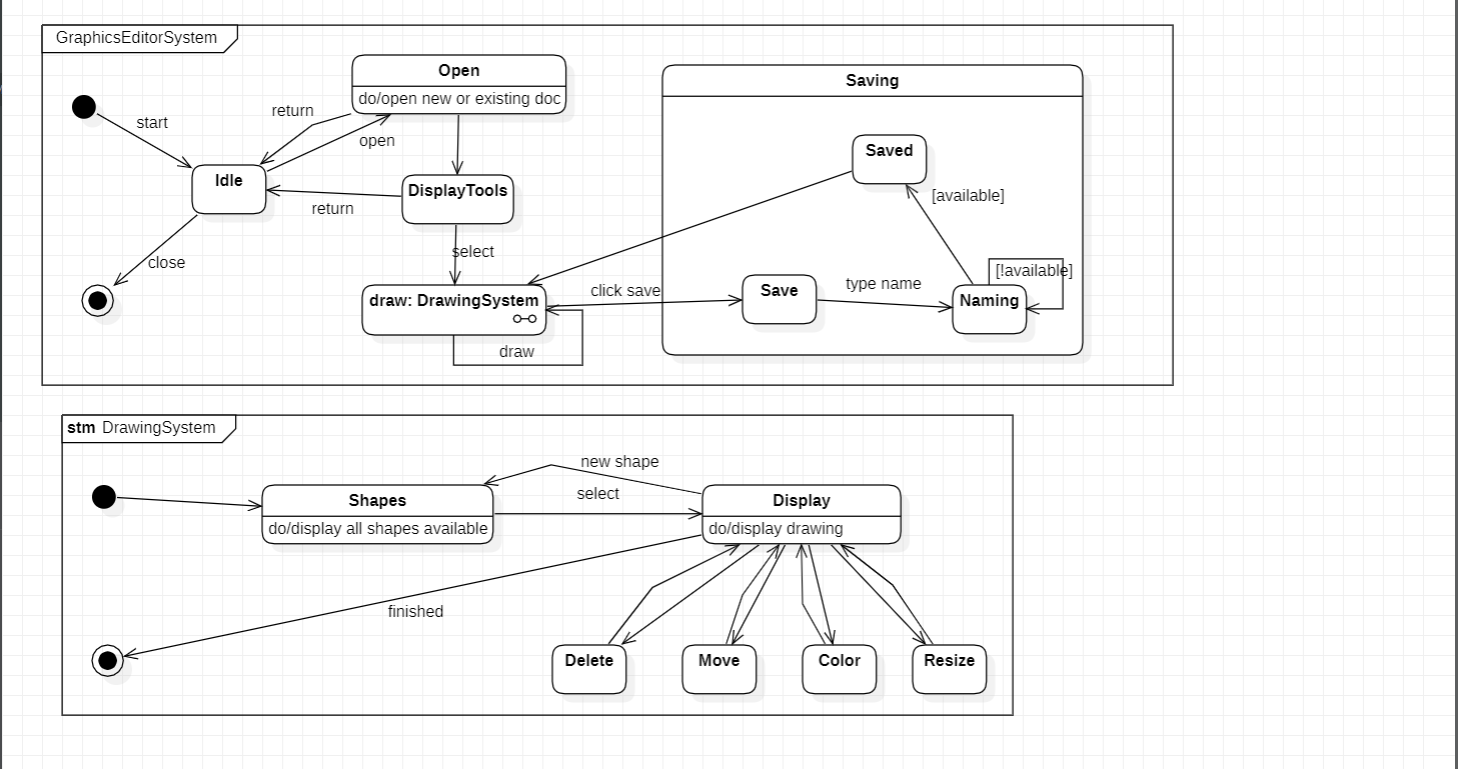 GraphicsEditorSystem
Open
do/open new or existing doc
Saving
return
start
open
Saved
Idle
DisplayTools
[available]
return
select
close
[!available]
click save
Save
type name
Naming
draw: DrawingSystem
draw
stm DrawingSystem
new shape
select
Shapes
do/display all shapes available
Display
do/display drawing
finished
Delete
Move
Color
Resize